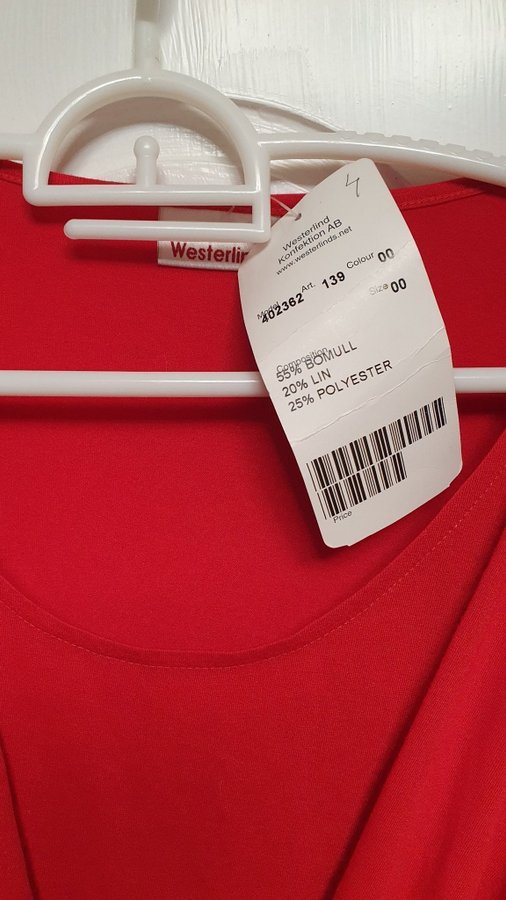 Westerlind
4
Westerlind
Konfektion AB
www.westerlinds.net
Model 402362 Art. 139 Colour 00
Size 00
Composition
55% BOMULL
20% LIN
25% POLYESTER
Price